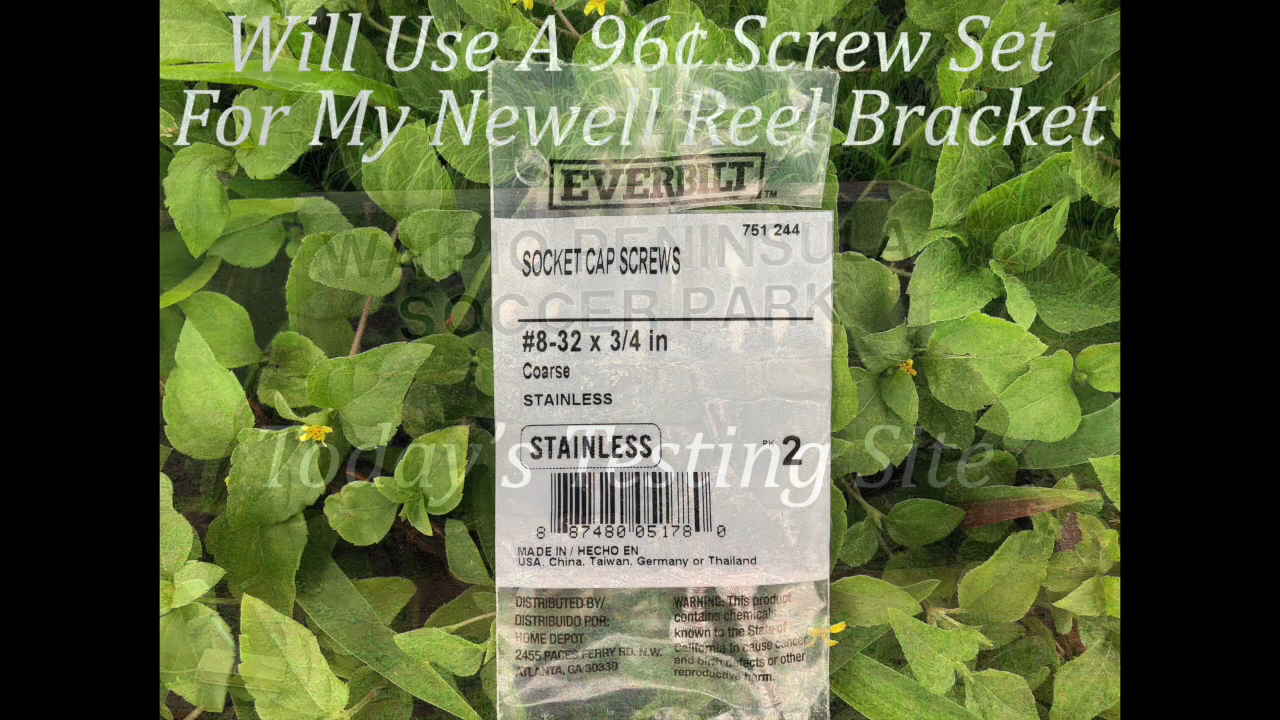 Will Use A 96¢ Screw Set
For My Newell Reel Bracket
EVERBILT™
751 244
WAIPIO PENINSULA
SOCKET CAP SCREWS
SOCCER PARK
#8-32 x 3/4 in
Coarse
STAINLESS
Today's Testing Site
STAINLESS
PK 2
8 87480 05178 0
MADE IN / HECHO EN
USA, China, Taiwan, Germany or Thailand
DISTRIBUTED BY/
DISTRIBUIDO POR:
HOME DEPOT
2455 PACES FERRY RD. N.W.
ATLANTA, GA 30339
WARNING: This product
contains chemicals
known to the State of
California to cause cancer
and birth defects or other
reproductive harm.